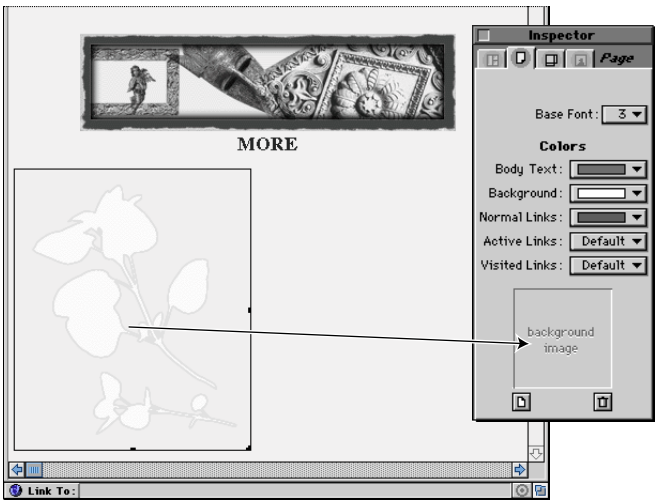 Inspector
Page
Base Font: 3
MORE
Colors
Body Text:
Background:
Normal Links:
Active Links: Default
Visited Links: Default
background
image
Link To: